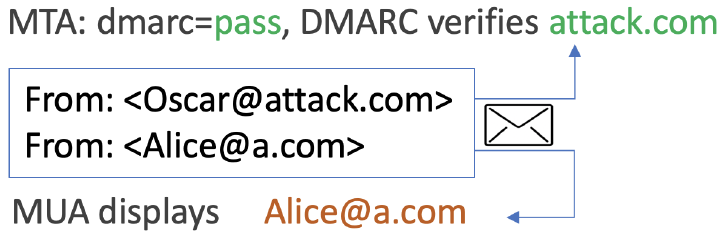 MTA: dmarc=pass, DMARC verifies attack.com
From: <Oscar@attack.com>
From: <Alice@a.com>
MUA displays Alice@a.com